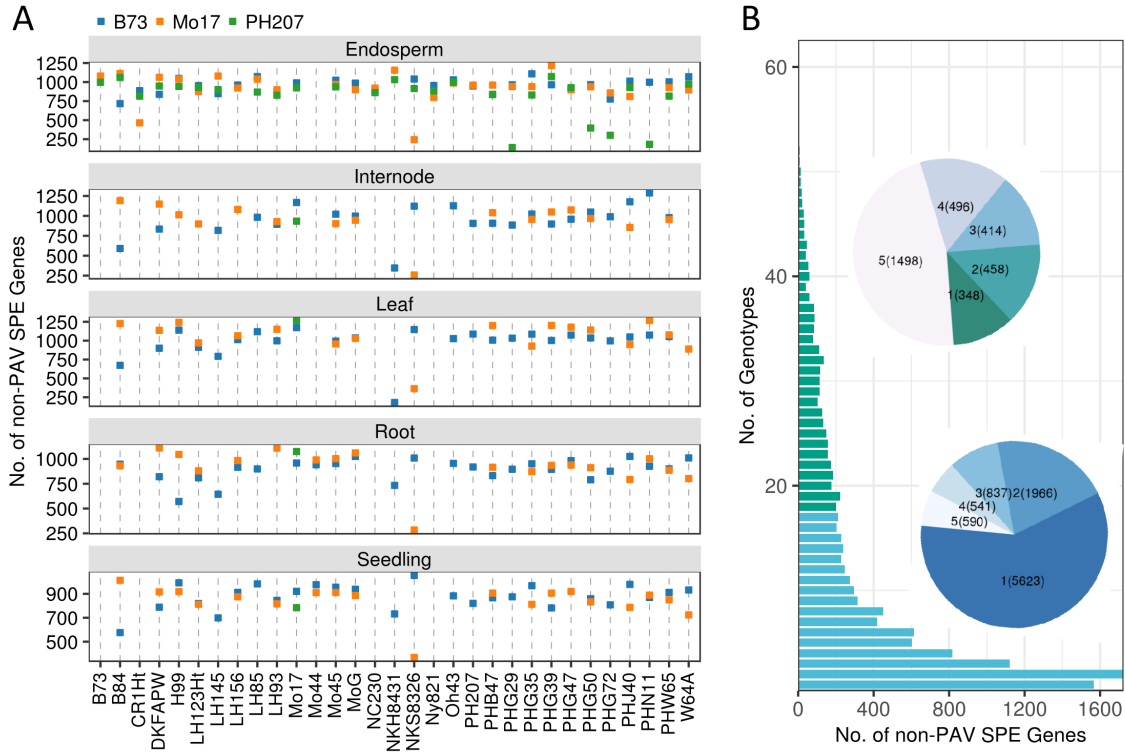 A
B73 Mo17 PH207
No. of non-PAV SPE Genes
Endosperm
1250
1000
750
500
250
Internode
1250
1000
750
500
250
Leaf
1250
1000
750
500
250
Root
1000
750
500
250
Seedling
900
700
500
B73
B84
CR1Ht
DKFAPW
H99
LH123Ht
LH145
LH156
LH85
LH93
Mo17
Mo44
Mo45
MoG
NC230
NKH8431
NKS8326
Ny821
Oh43
PH207
PHB47
PHG29
PHG35
PHG39
PHG47
PHG50
PHG72
PHJ40
PHN11
PHW65
W64A
B
No. of Genotypes
60
40
20
4(496)
3(414)
5(1498)
2(458)
1(348)
3(837) 2(1966)
4(541)
5(590)
1(5623)
0 400 800 1200 1600
No. of non-PAV SPE Genes